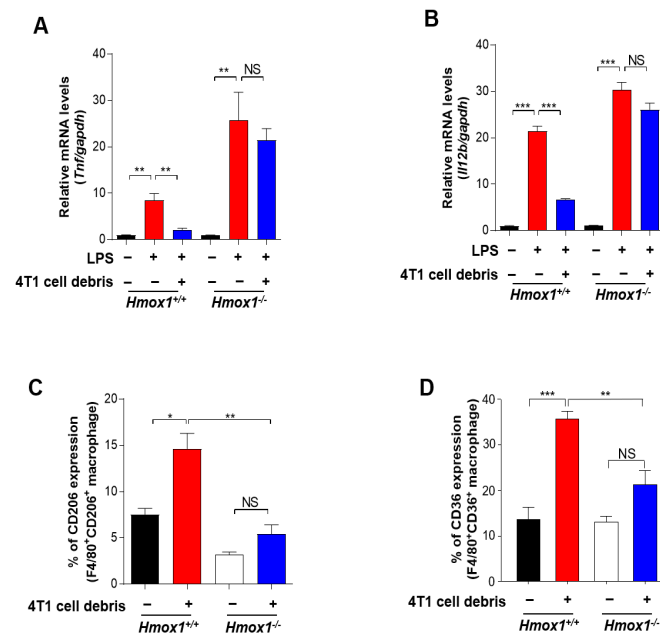 A
Relative mRNA levels
(Tnf/gapdh)
40
30
20
10
0
** ** ** NS
LPS – + + – + +
4T1 cell debris – – + – – +
Hmox1+/+ Hmox1-/-
B
Relative mRNA levels
(Il12b/gapdh)
40
30
20
10
0
*** *** *** NS
LPS – + + – + +
4T1 cell debris – – + – – +
Hmox1+/+ Hmox1-/-
C
% of CD206 expression
(F4/80+CD206+ macrophage)
20
15
10
5
0
* ** NS
4T1 cell debris – + – +
Hmox1+/+ Hmox1-/-
D
% of CD36 expression
(F4/80+CD36+ macrophage)
40
30
20
10
0
*** ** NS
4T1 cell debris – + – +
Hmox1+/+ Hmox1-/-